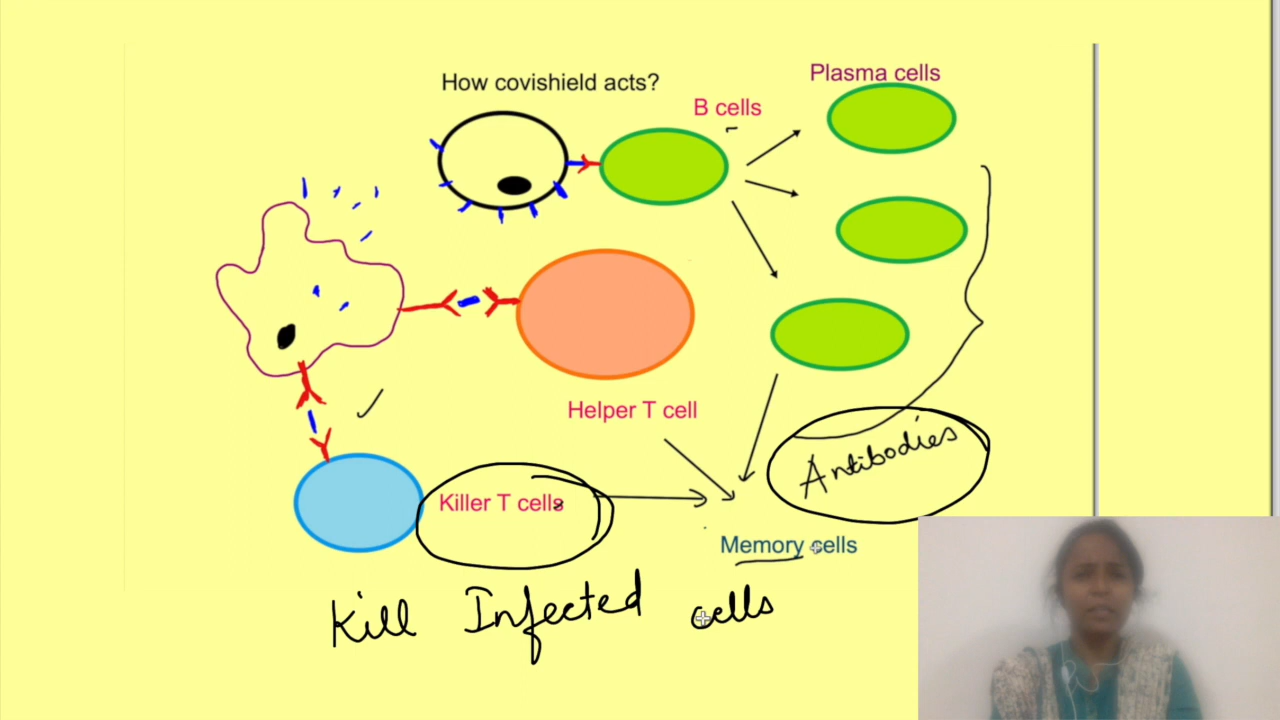 How covishield acts?
Plasma cells
B cells
Helper T cell
Antibodies
Killer T cells
Memory cells
Kill Infected cells